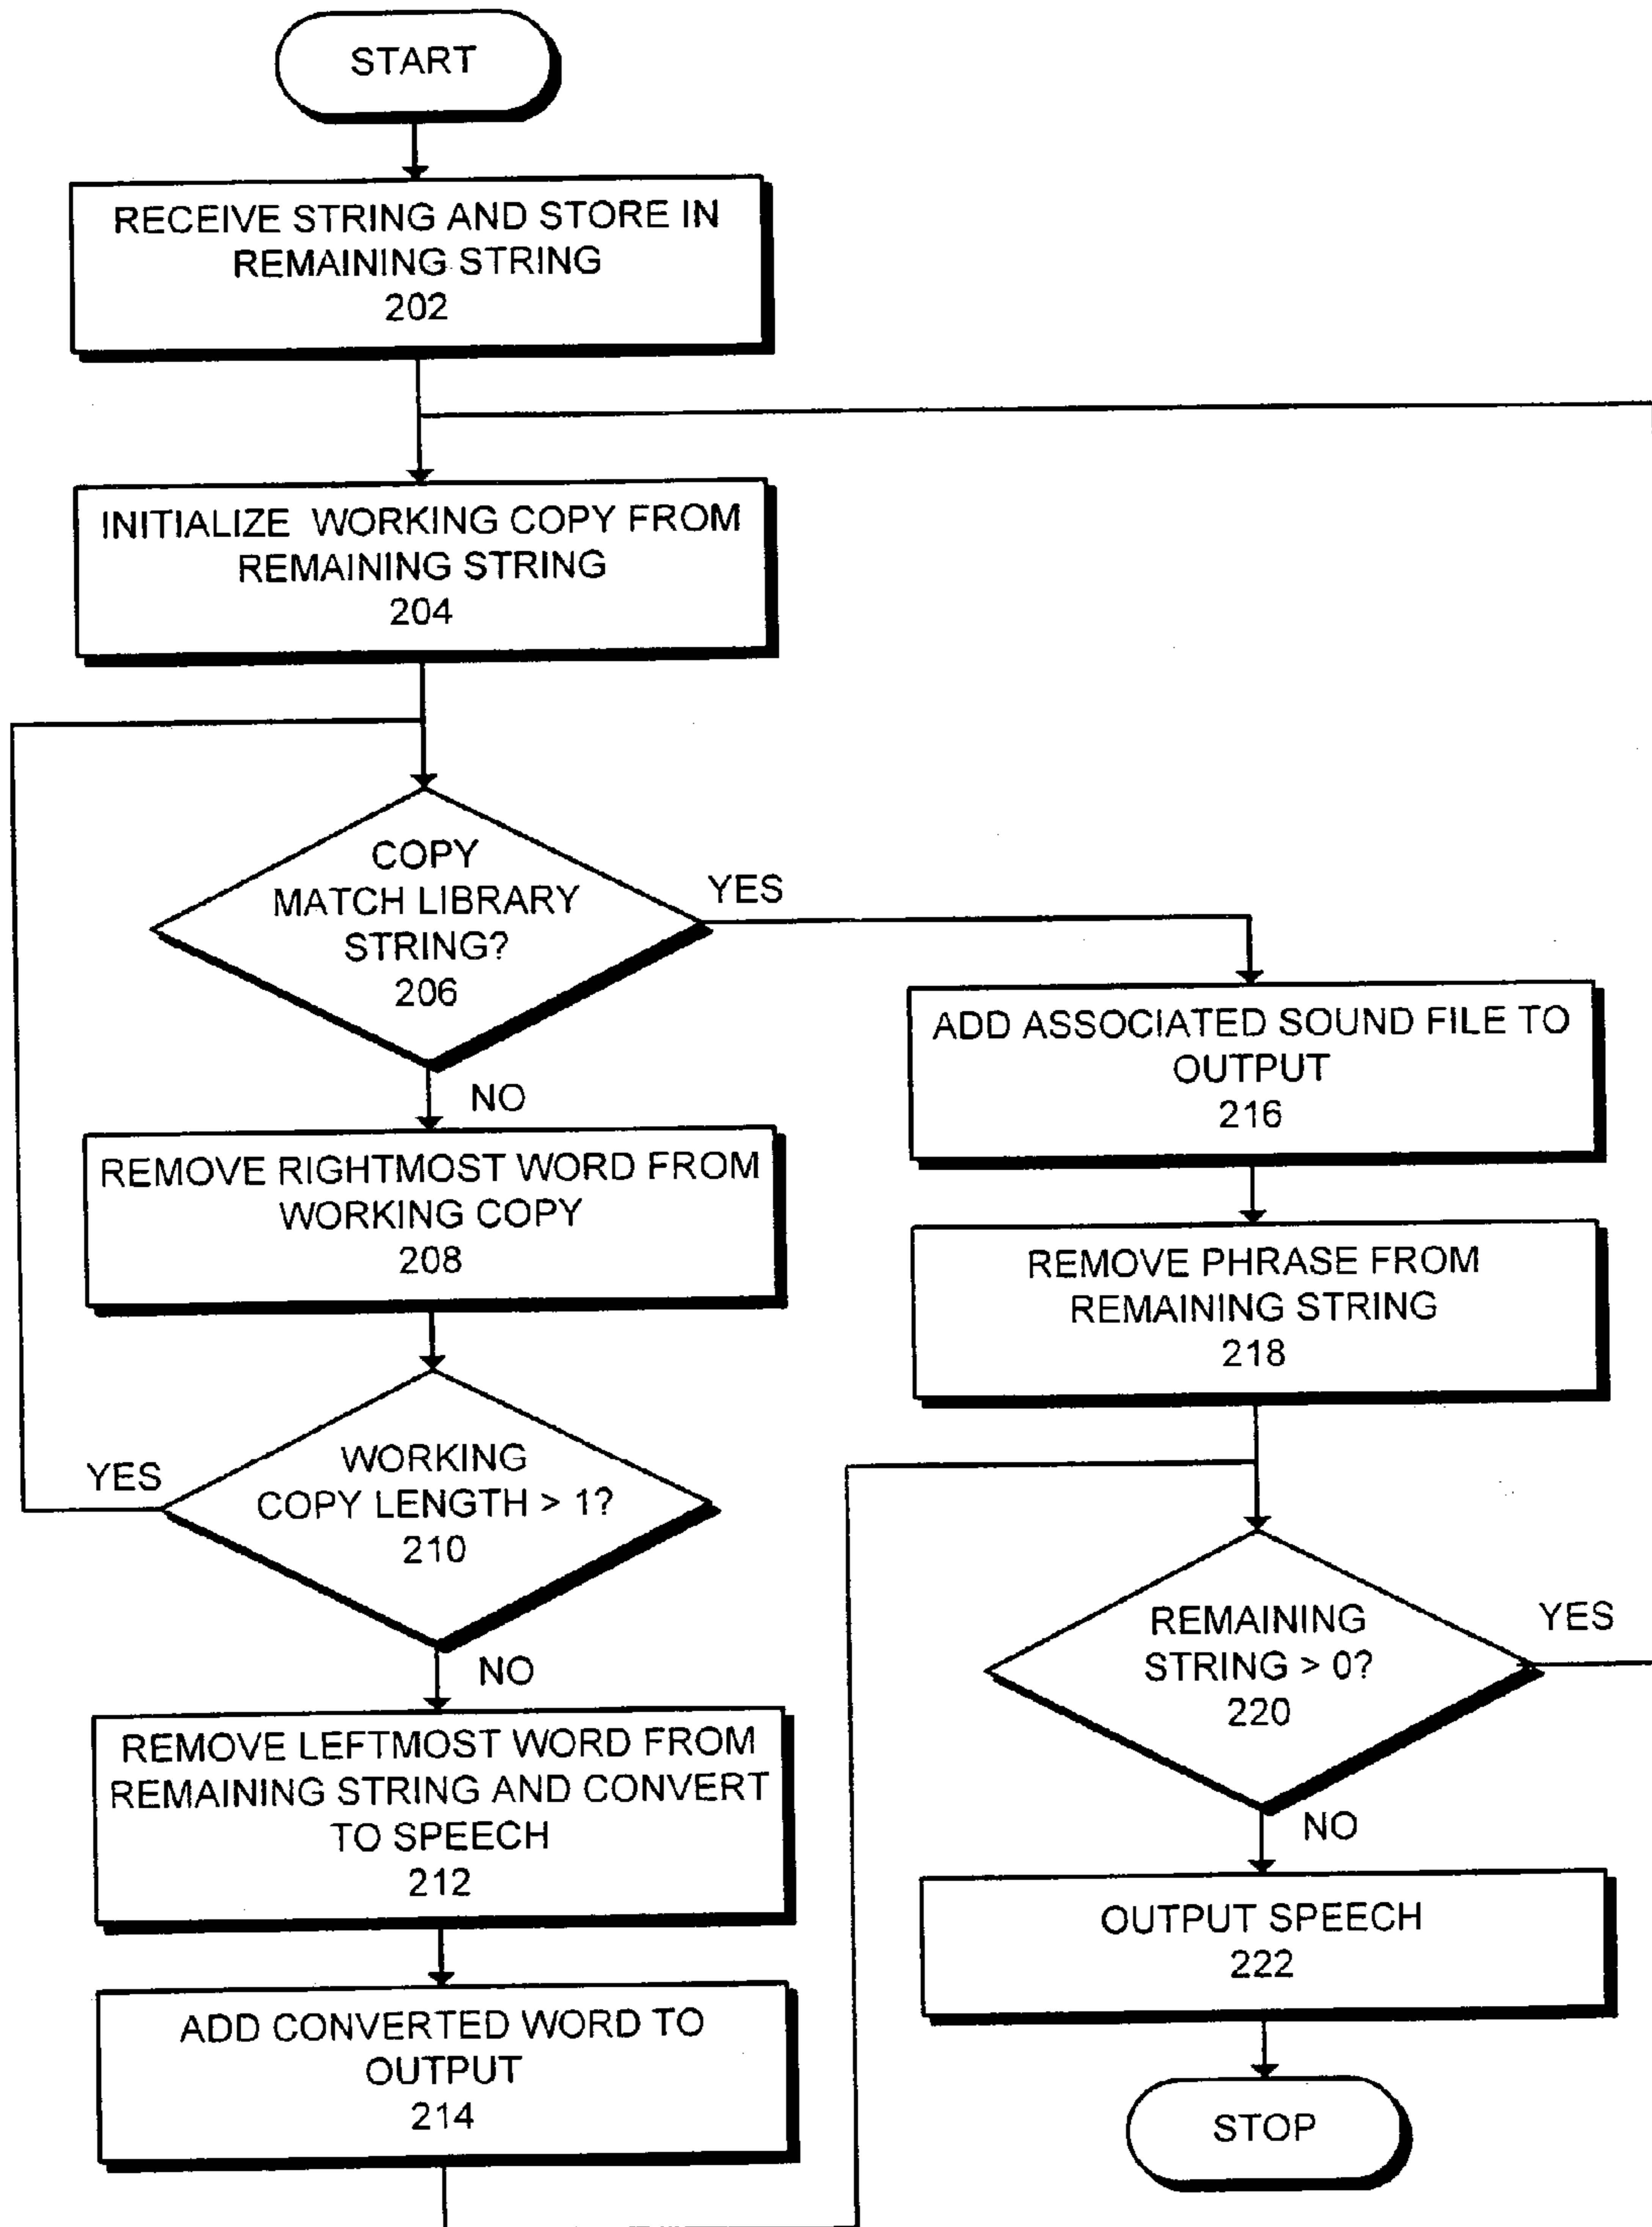 START
RECEIVE STRING AND STORE IN
REMAINING STRING
202
INITIALIZE WORKING COPY FROM
REMAINING STRING
204
COPY
MATCH LIBRARY
STRING?
206
YES
NO
REMOVE RIGHTMOST WORD FROM
WORKING COPY
208
WORKING
COPY LENGTH > 1?
210
YES
NO
REMOVE LEFTMOST WORD FROM
REMAINING STRING AND CONVERT
TO SPEECH
212
ADD CONVERTED WORD TO
OUTPUT
214
ADD ASSOCIATED SOUND FILE TO
OUTPUT
216
REMOVE PHRASE FROM
REMAINING STRING
218
REMAINING
STRING > 0?
220
YES
NO
OUTPUT SPEECH
222
STOP